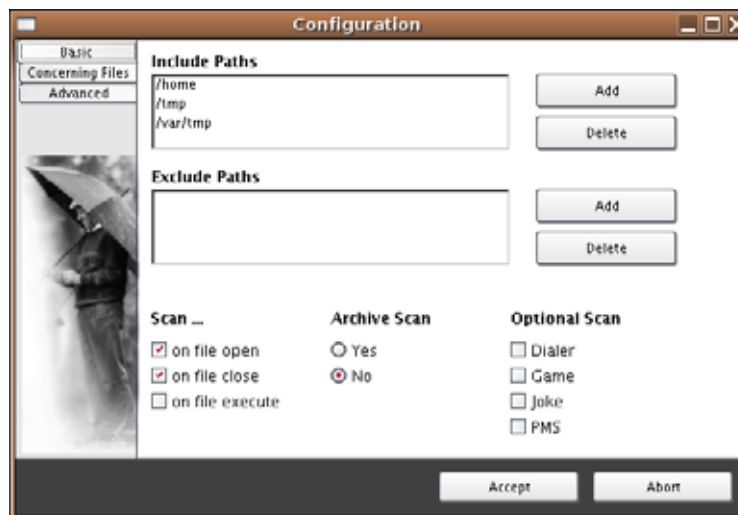 Configuration
Basic
Concerning Files
Advanced
Include Paths
/home
/tmp
/var/tmp
Add
Delete
Exclude Paths
Add
Delete
Scan ...
on file open
on file close
on file execute
Archive Scan
Yes
No
Optional Scan
Dialer
Game
Joke
PMS
Accept
Abort